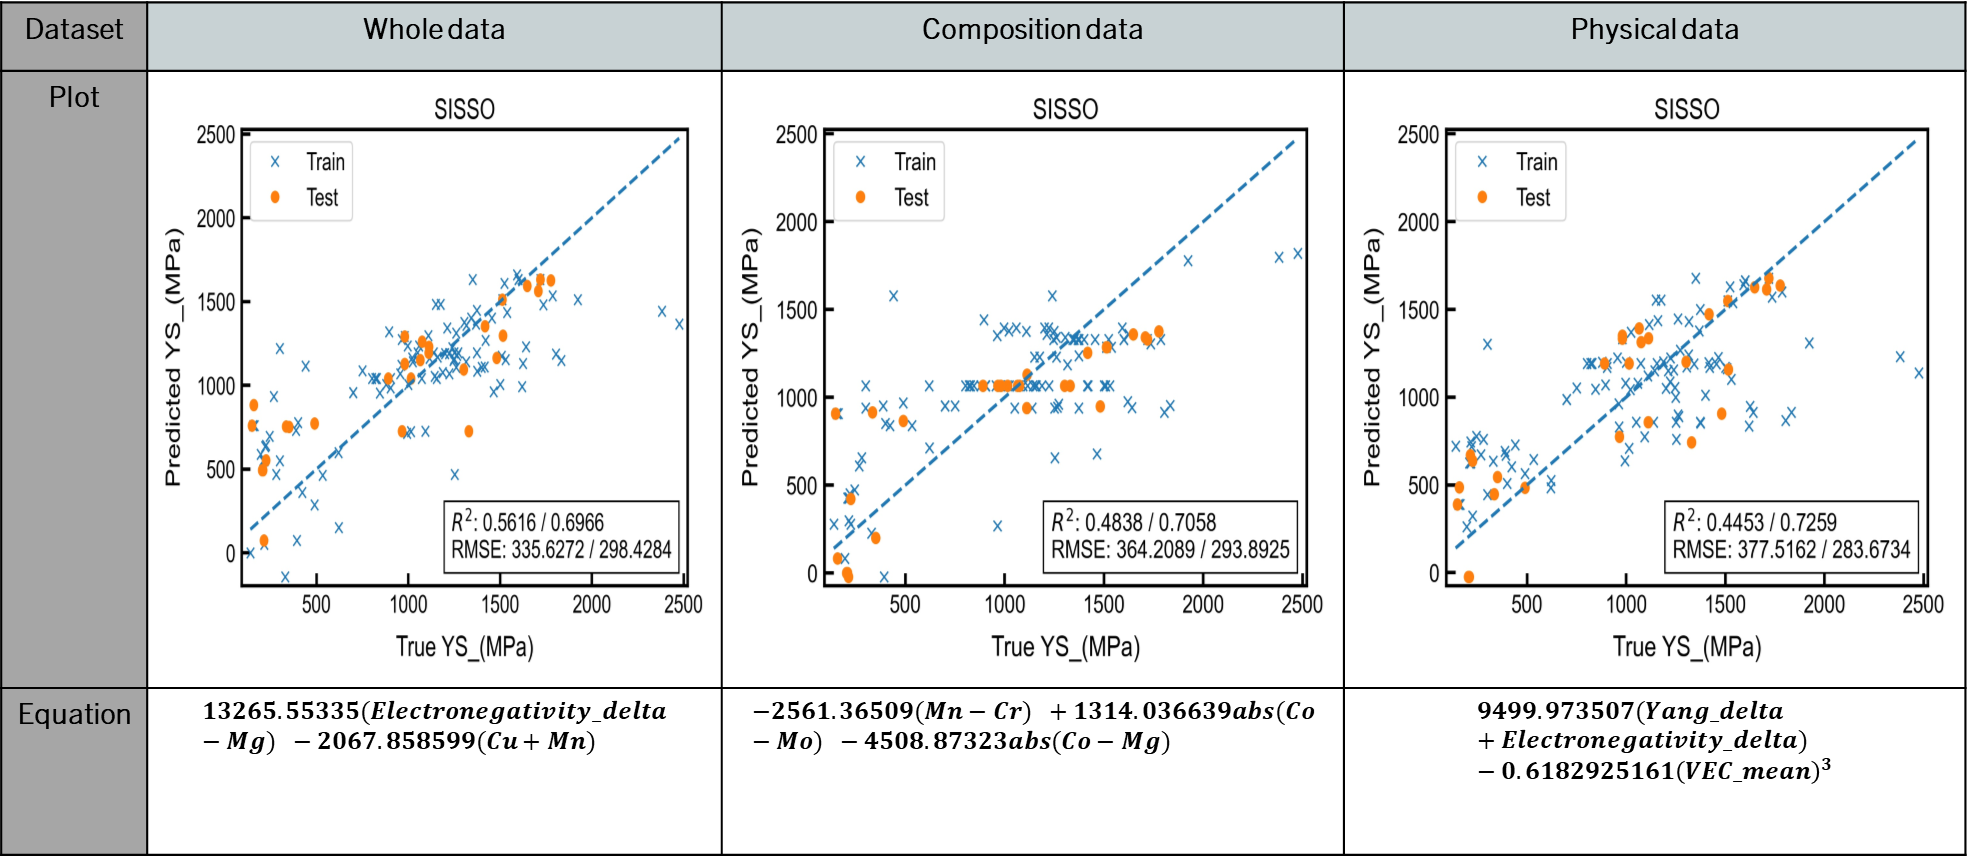 Dataset
Whole data
Composition data
Physical data
Plot
SISSO
2500
2000
1500
1000
500
0
Predicted YS_(MPa)
Train
Test
R²: 0.5616 / 0.6966
RMSE: 335.6272 / 298.4284
500 1000 1500 2000 2500
True YS_(MPa)
SISSO
2500
2000
1500
1000
500
0
Predicted YS_(MPa)
Train
Test
R²: 0.4838 / 0.7058
RMSE: 364.2089 / 293.8925
500 1000 1500 2000 2500
True YS_(MPa)
SISSO
2500
2000
1500
1000
500
0
Predicted YS_(MPa)
Train
Test
R²: 0.4453 / 0.7259
RMSE: 377.5162 / 283.6734
500 1000 1500 2000 2500
True YS_(MPa)
Equation
13265.55335(Electronegativity_delta
− Mg) − 2067.858599(Cu + Mn)
−2561.36509(Mn − Cr) + 1314.036639abs(Co
− Mo) − 4508.87323abs(Co − Mg)
9499.973507(Yang_delta
+ Electronegativity_delta)
− 0.6182925161(VEC_mean)³